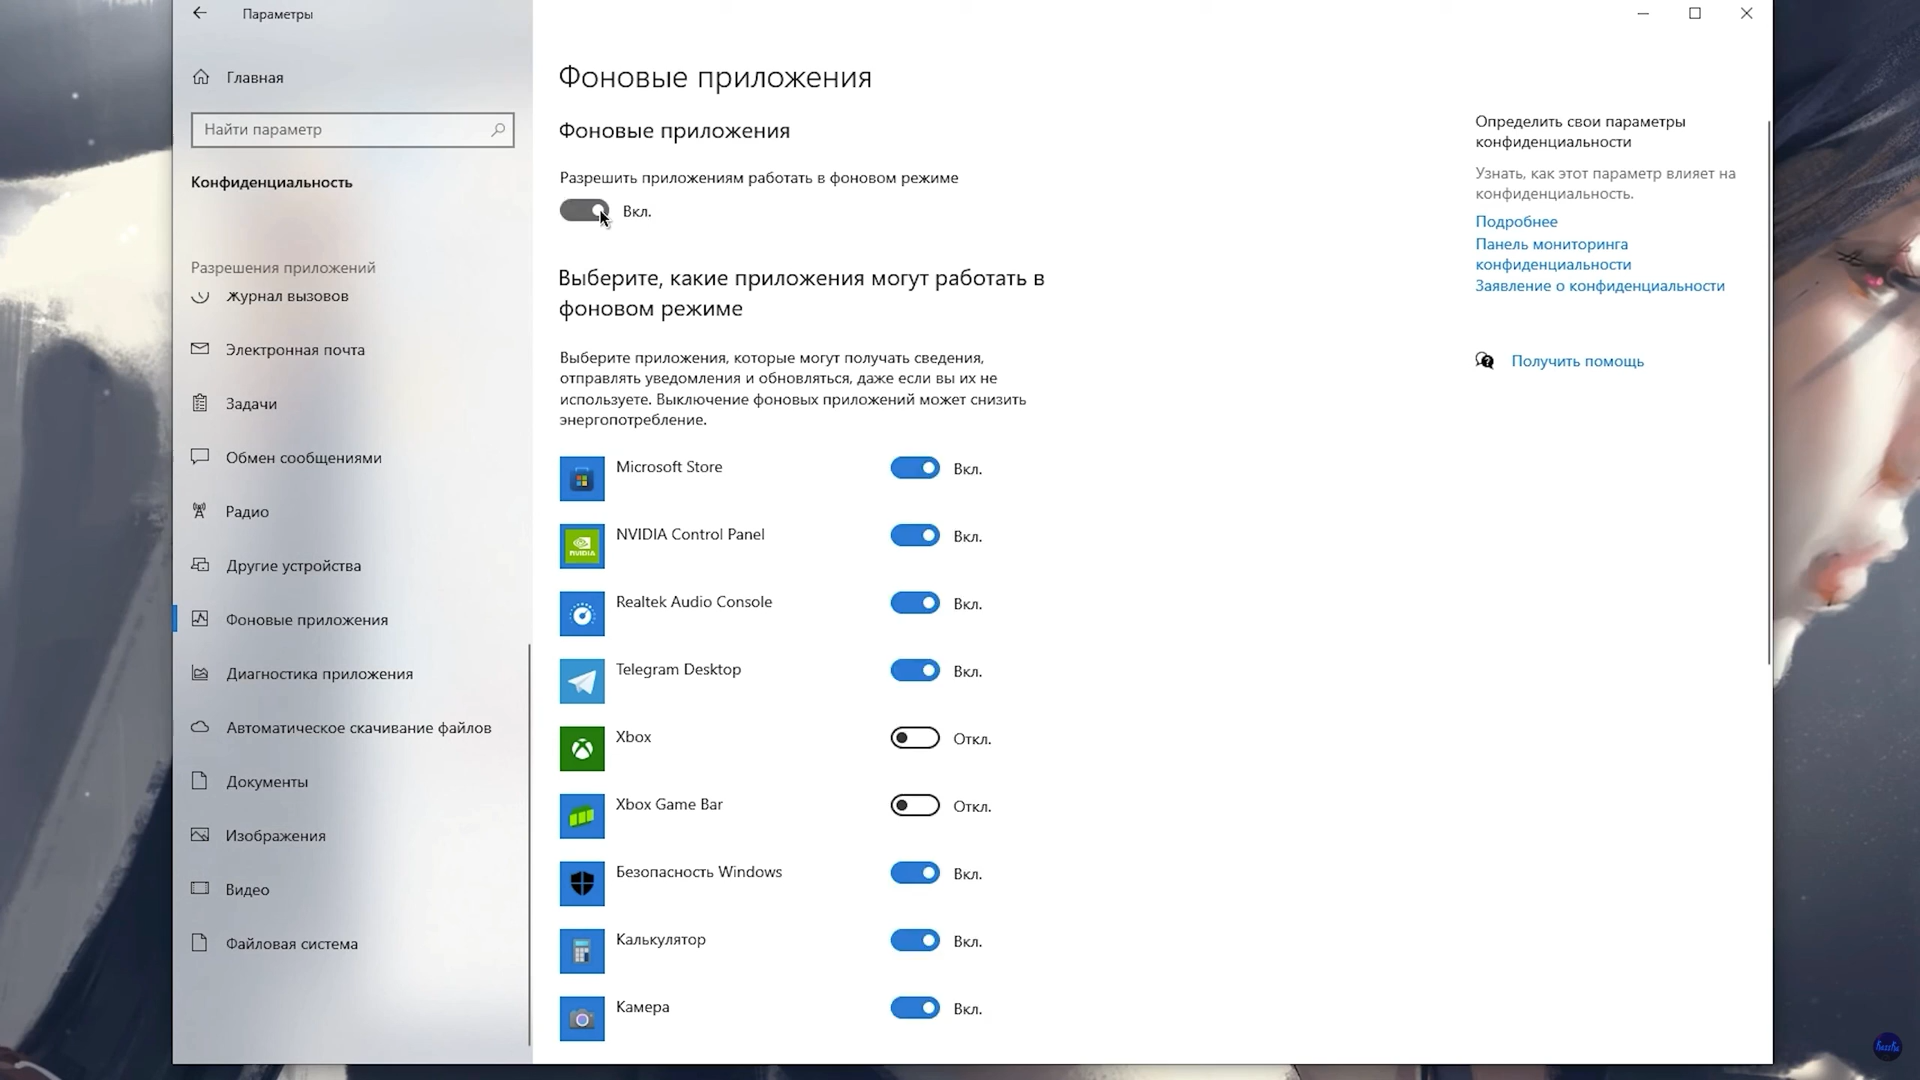 Параметры
Главная
Найти параметр
Конфиденциальность
Разрешения приложений
Журнал вызовов
Электронная почта
Задачи
Обмен сообщениями
Радио
Другие устройства
Фоновые приложения
Диагностика приложения
Автоматическое скачивание файлов
Документы
Изображения
Видео
Файловая система
Фоновые приложения
Фоновые приложения
Разрешить приложениям работать в фоновом режиме
Вкл.
Выберите, какие приложения могут работать в
фоновом режиме
Выберите приложения, которые могут получать сведения,
отправлять уведомления и обновляться, даже если вы их не
используете. Выключение фоновых приложений может снизить
энергопотребление.
Microsoft Store Вкл.
NVIDIA
NVIDIA Control Panel Вкл.
Realtek Audio Console Вкл.
Telegram Desktop Вкл.
Xbox Откл.
Xbox Game Bar Откл.
Безопасность Windows Вкл.
Калькулятор Вкл.
Камера Вкл.
Определить свои параметры
конфиденциальности
Узнать, как этот параметр влияет на
конфиденциальность.
Подробнее
Панель мониторинга
конфиденциальности
Заявление о конфиденциальности
Получить помощь